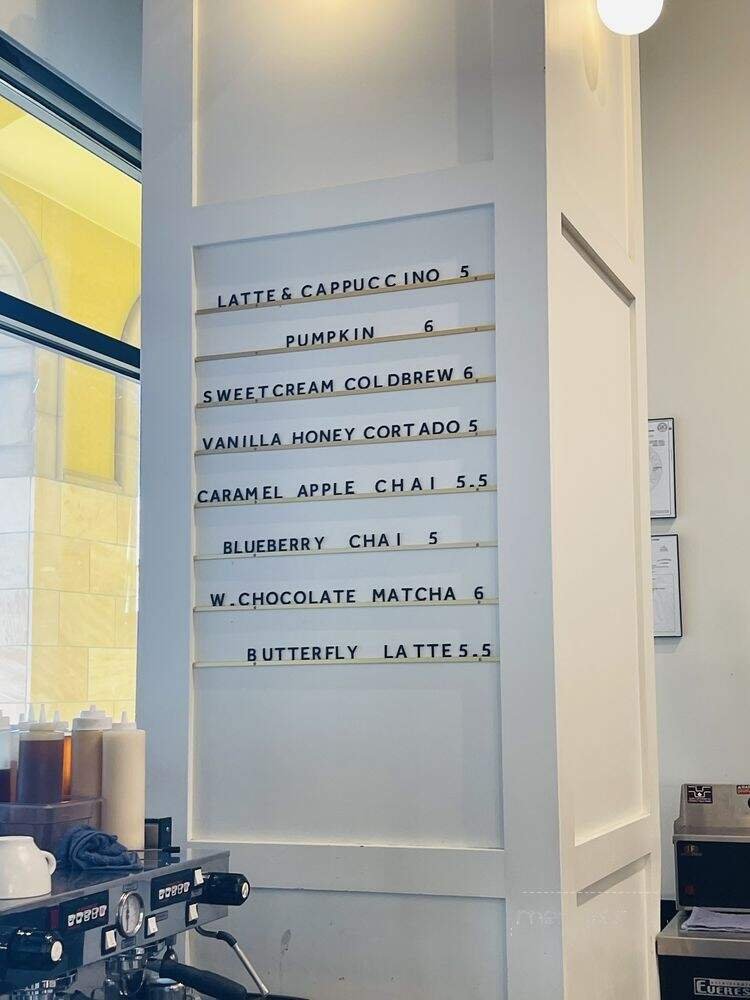 LATTE & CAPPUCCINO 5
PUMPKIN 6
SWEETCREAM COLDBREW 6
VANILLA HONEY CORTADO 5
CARAMEL APPLE CHAI 5.5
BLUEBERRY CHAI 5
W.CHOCOLATE MATCHA 6
BUTTERFLY LATTE 5.5